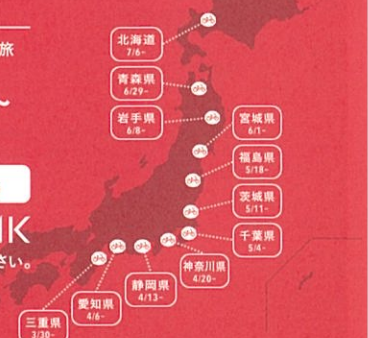 旅
~
北海道
7/6-
青森県
6/29-
岩手県
6/8-
宮城県
6/1-
福島県
5/18-
茨城県
5/11-
千葉県
5/4-
神奈川県
4/20-
静岡県
4/13-
愛知県
4/6-
三重県
3/30-
IK
さい。